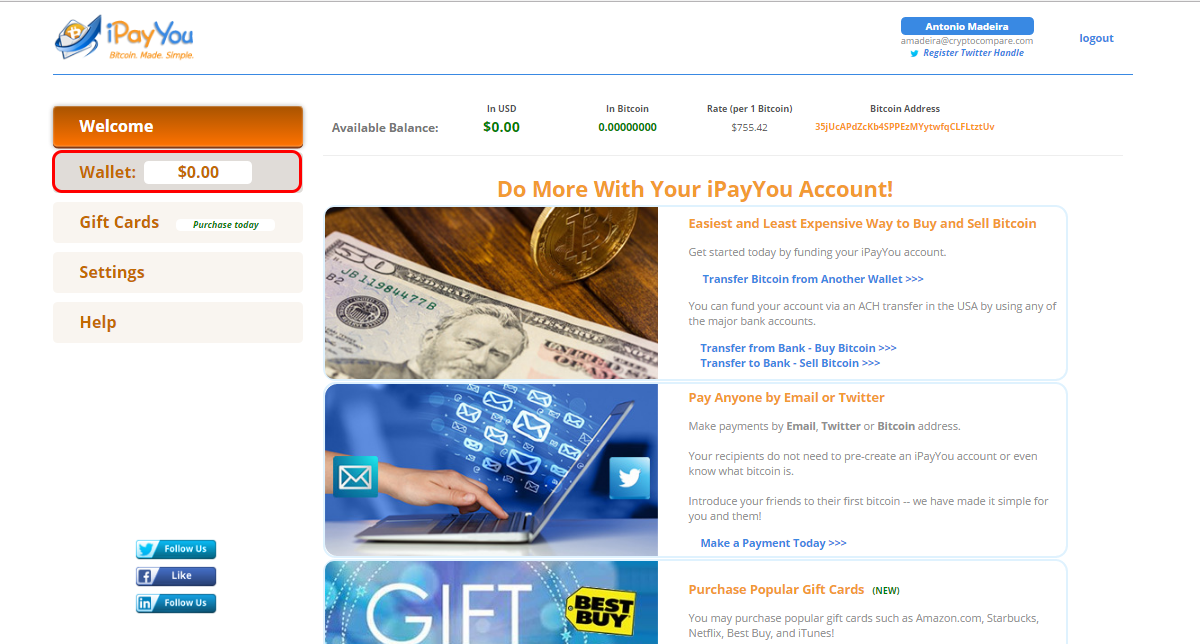 iPayYou
Bitcoin. Made. Simple.
Antonio Madeira
amadeira@cryptocompare.com
Register Twitter Handle
logout
Welcome
Wallet: $0.00
Gift Cards Purchase today
Settings
Help
Follow Us
Like
Follow Us
In USD In Bitcoin Rate (per 1 Bitcoin) Bitcoin Address
Available Balance: $0.00 0.00000000 $755.42 35jUcAPdZcKb4SPPEzMYytwfqCLFLtztUv
Do More With Your iPayYou Account!
50
JB11984477B
B2
Easiest and Least Expensive Way to Buy and Sell Bitcoin
Get started today by funding your iPayYou account.
Transfer Bitcoin from Another Wallet >>>
You can fund your account via an ACH transfer in the USA by using any of
the major bank accounts.
Transfer from Bank - Buy Bitcoin >>>
Transfer to Bank - Sell Bitcoin >>>
Pay Anyone by Email or Twitter
Make payments by Email, Twitter or Bitcoin address.
Your recipients do not need to pre-create an iPayYou account or even
know what bitcoin is.
Introduce your friends to their first bitcoin -- we have made it simple for
you and them!
Make a Payment Today >>>
GIFT
BEST
BUY
Purchase Popular Gift Cards (NEW)
You may purchase popular gift cards such as Amazon.com, Starbucks,
Netflix, Best Buy, and iTunes!